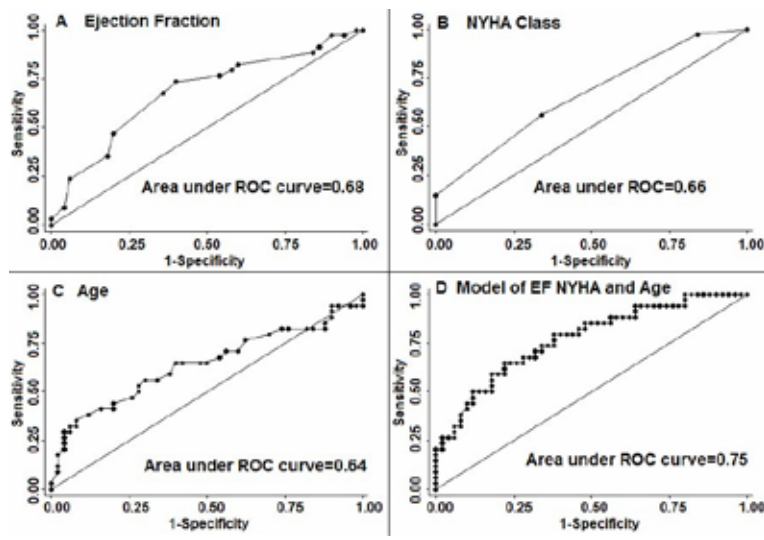 A Ejection Fraction
Sensitivity
0.00 0.25 0.50 0.75 1.00
Area under ROC curve=0.68
0.00 0.25 0.50 0.75 1.00
1-Specificity
B NYHA Class
Sensitivity
0.00 0.25 0.50 0.75 1.00
Area under ROC=0.66
0.00 0.25 0.50 0.75 1.00
1-Specificity
C Age
Sensitivity
0.00 0.25 0.50 0.75 1.00
Area under ROC curve=0.64
0.00 0.25 0.50 0.75 1.00
1-Specificity
D Model of EF NYHA and Age
Sensitivity
0.00 0.25 0.50 0.75 1.00
Area under ROC curve=0.75
0.00 0.25 0.50 0.75 1.00
1-Specificity